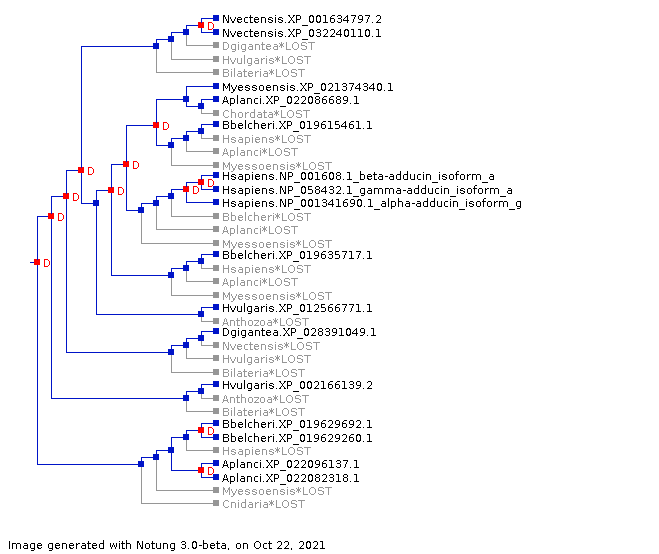 Nvectensis.XP_001634797.2
D
Nvectensis.XP_032240110.1
Dgigantea*LOST
Hvulgaris*LOST
Bilateria*LOST
Myessoensis.XP_021374340.1
Aplanci.XP_022086689.1
Chordata*LOST
Bbelcheri.XP_019615461.1
D
Hsapiens*LOST
Aplanci*LOST
Myessoensis*LOST
D
D
Hsapiens.NP_001608.1_beta-adducin_isoform_a
D
Hsapiens.NP_058432.1_gamma-adducin_isoform_a
D
D
D
Hsapiens.NP_001341690.1_alpha-adducin_isoform_g
Bbelcheri*LOST
D
Aplanci*LOST
Myessoensis*LOST
Bbelcheri.XP_019635717.1
D
Hsapiens*LOST
Aplanci*LOST
Myessoensis*LOST
Hvulgaris.XP_012566771.1
Anthozoa*LOST
Dgigantea.XP_028391049.1
Nvectensis*LOST
Hvulgaris*LOST
Bilateria*LOST
Hvulgaris.XP_002166139.2
Anthozoa*LOST
Bilateria*LOST
Bbelcheri.XP_019629692.1
D
Bbelcheri.XP_019629260.1
Hsapiens*LOST
Aplanci.XP_022096137.1
D
Aplanci.XP_022082318.1
Myessoensis*LOST
Cnidaria*LOST
Image generated with Notung 3.0-beta, on Oct 22, 2021